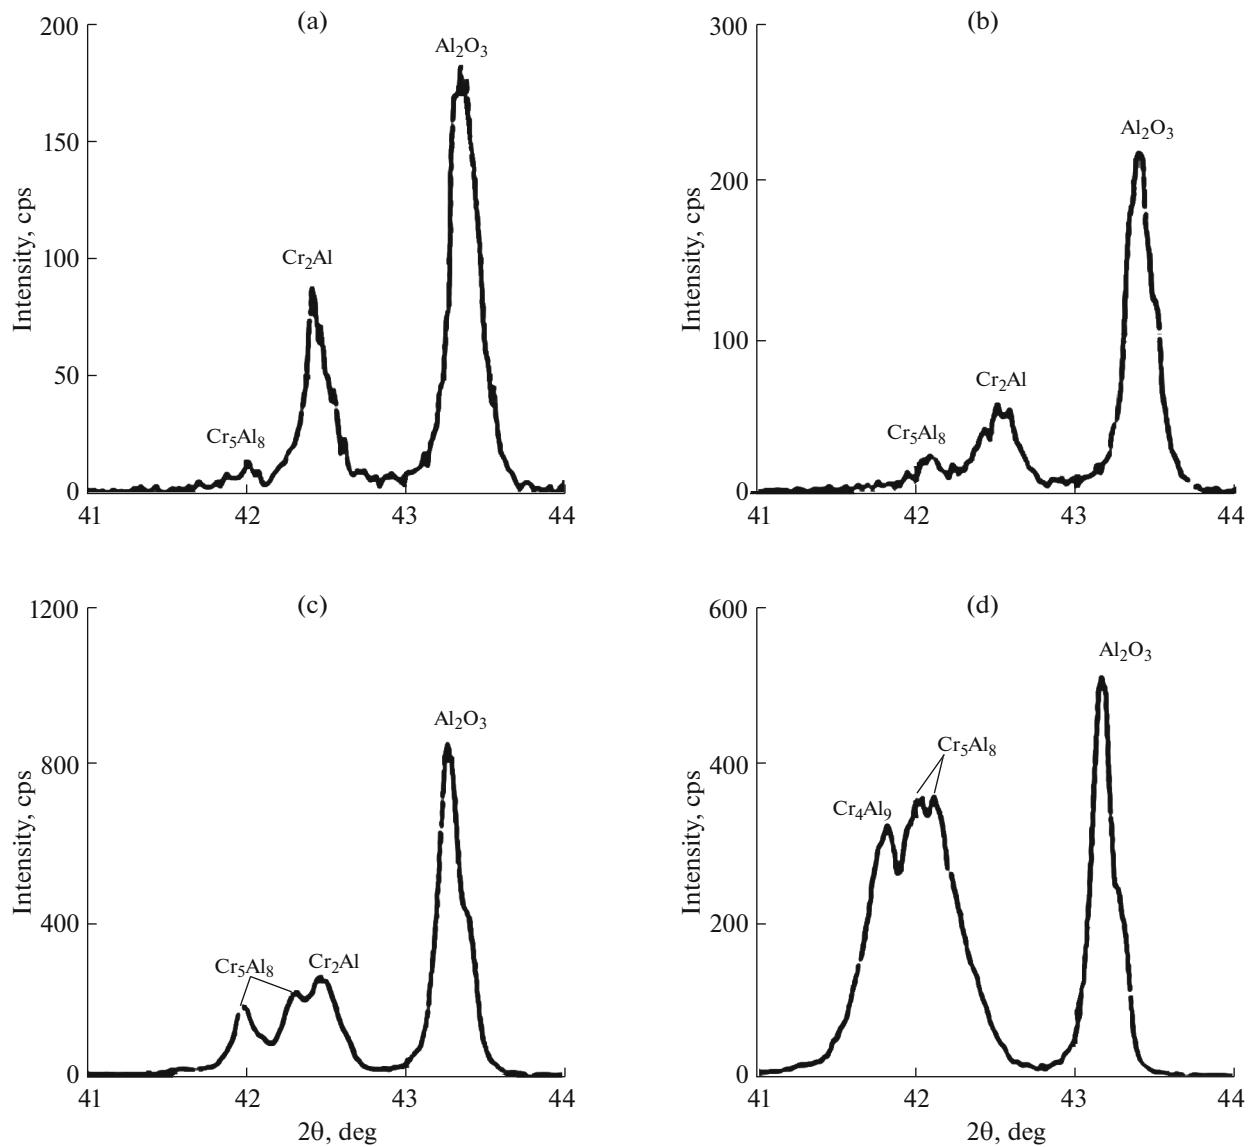 (a)
200
150
100
50
0
Intensity, cps
Al2O3
Cr2Al
Cr5Al8
41 42 43 44
(b)
300
200
100
0
Intensity, cps
Al2O3
Cr2Al
Cr5Al8
41 42 43 44
(c)
1200
800
400
0
Intensity, cps
Al2O3
Cr5Al8
Cr2Al
41 42 43 44
2θ, deg
(d)
600
400
200
0
Intensity, cps
Al2O3
Cr5Al8
Cr4Al9
41 42 43 44
2θ, deg